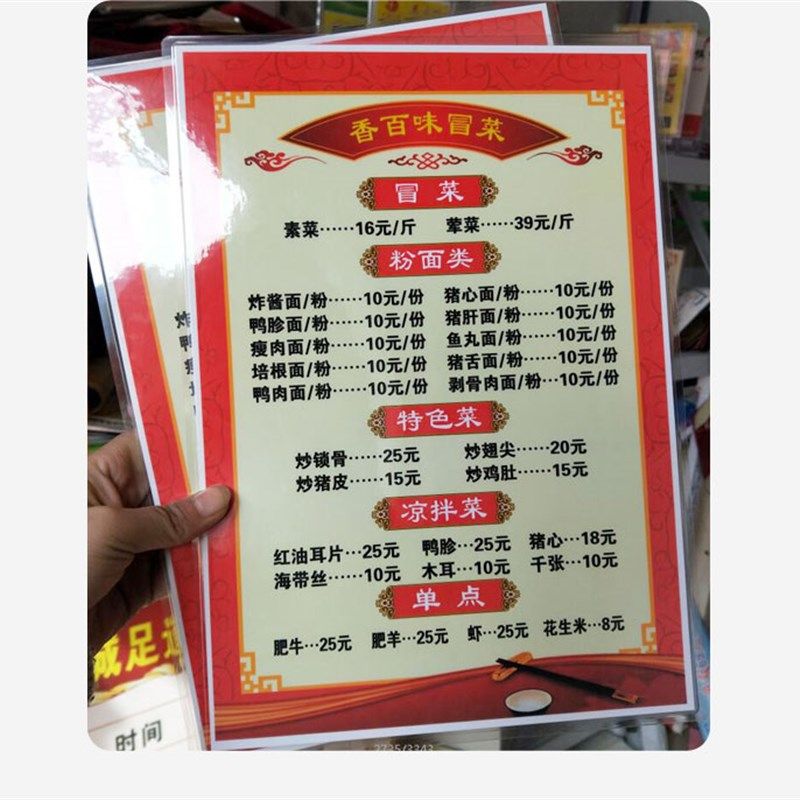 香百味冒菜
冒菜
素菜……16元/斤 荤菜……39元/斤
粉面类
炸酱面/粉……10元/份 猪心面/粉……10元/份
鸭胗面/粉……10元/份 猪肝面/粉……10元/份
瘦肉面/粉……10元/份 鱼丸面/粉……10元/份
培根面/粉……10元/份 猪舌面/粉……10元/份
鸭肉面/粉……10元/份 剥骨肉面/粉…10元/份
特色菜
炒锁骨……25元 炒翅尖……20元
炒猪皮……15元 炒鸡肚……15元
凉拌菜
红油耳片…25元 鸭胗…25元 猪心…18元
海带丝……10元 木耳…10元 千张…10元
单点
肥牛…25元 肥羊…25元 虾…25元 花生米…8元
足
时间
2735/3343